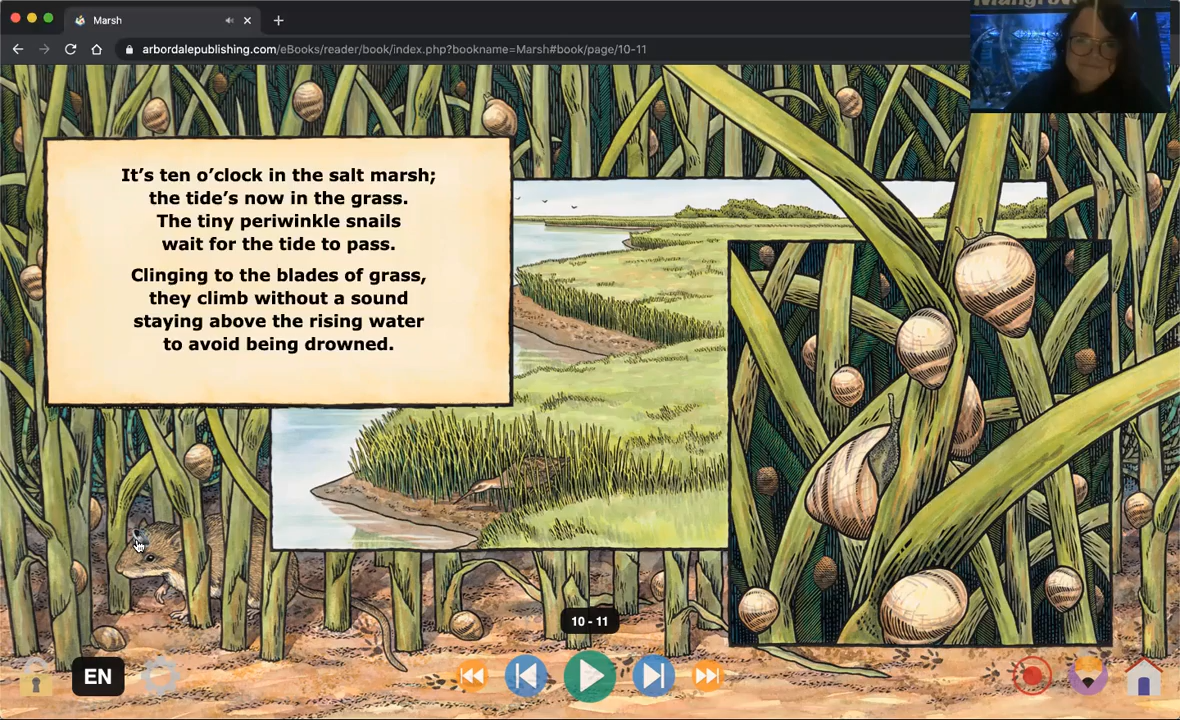 Marsh
arbordalepublishing.com/eBooks/reader/book/index.php?bookname=Marsh#book/page/10-11
It's ten o'clock in the salt marsh;
the tide's now in the grass.
The tiny periwinkle snails
wait for the tide to pass.
Clinging to the blades of grass,
they climb without a sound
staying above the rising water
to avoid being drowned.
10 - 11
EN